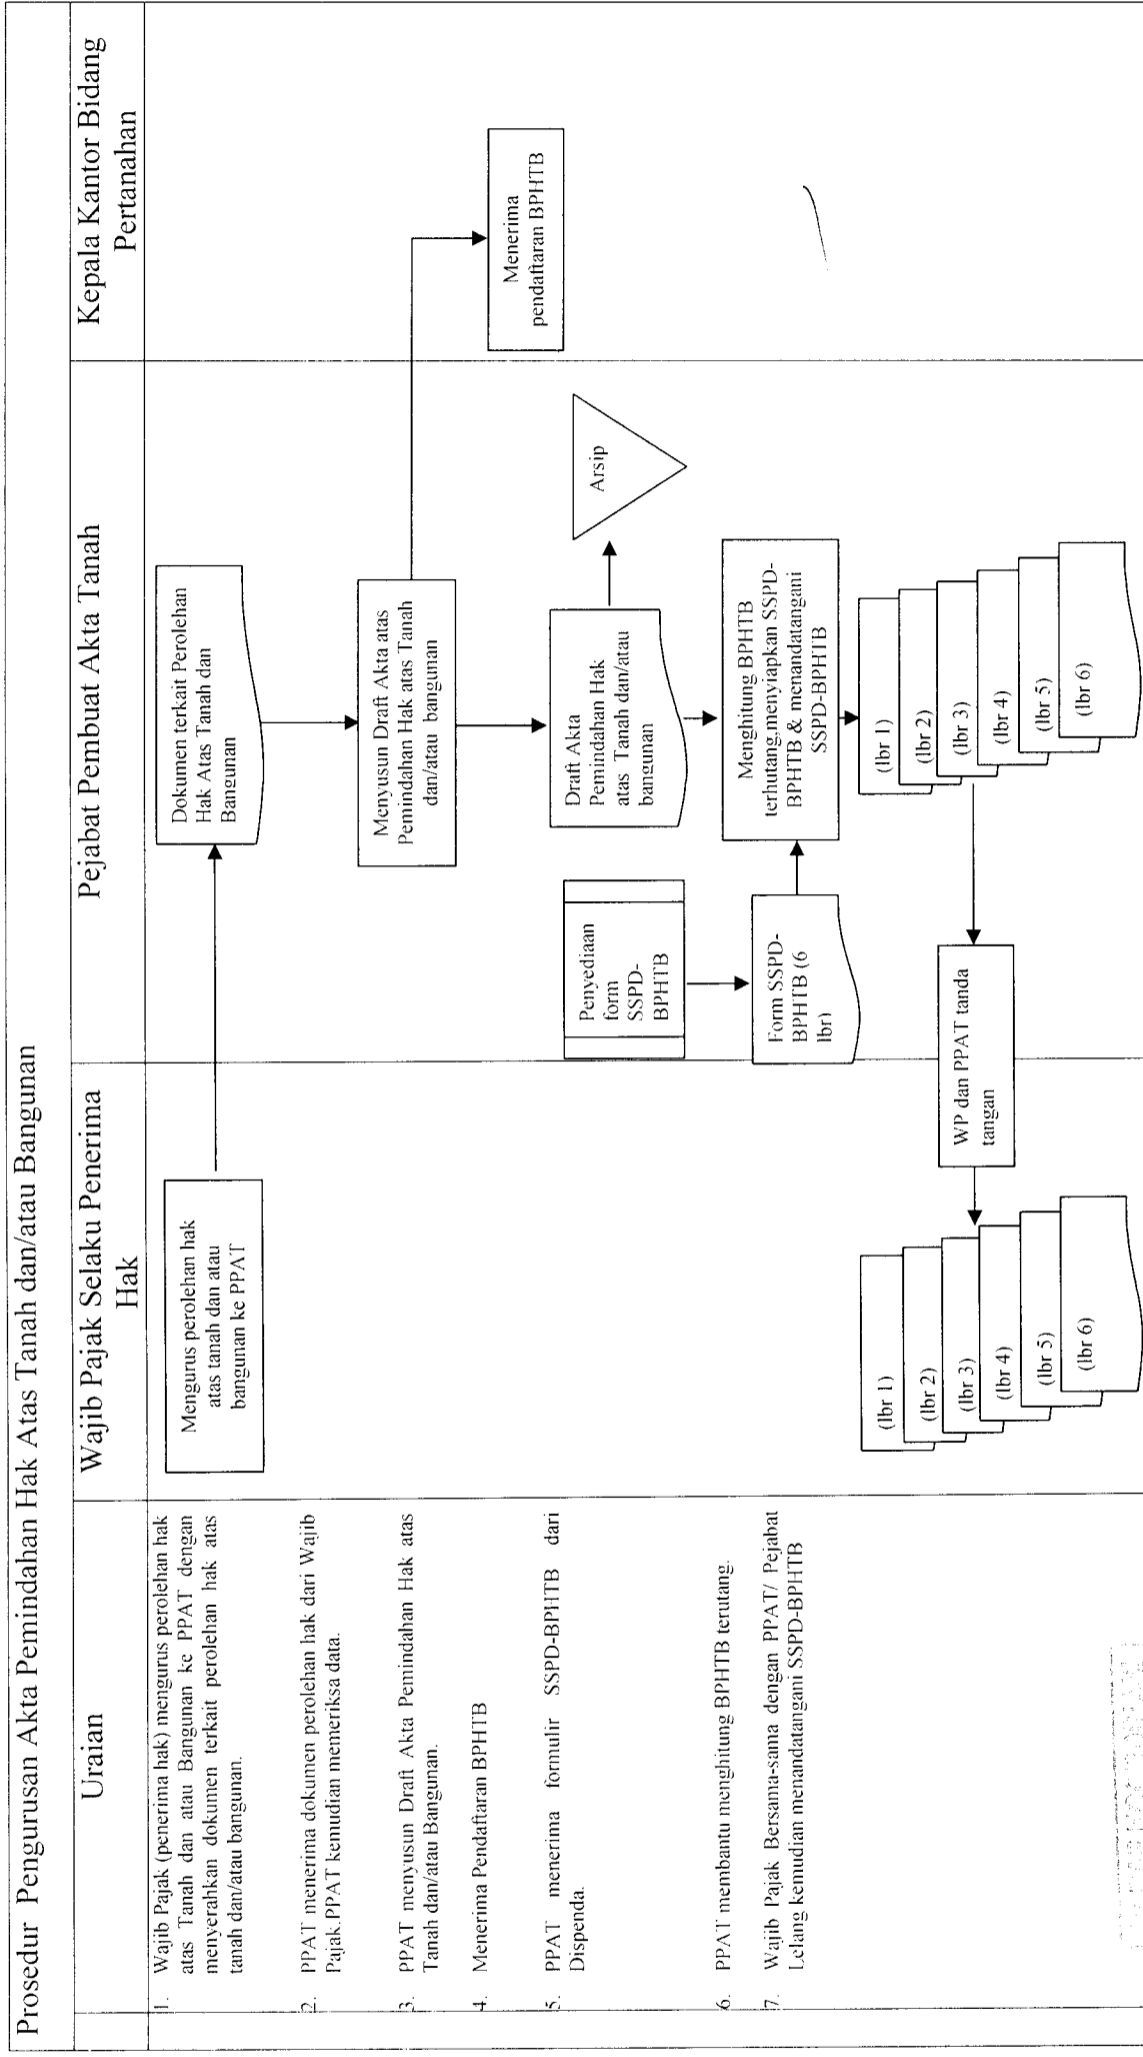 Prosedur Pengurusan Akta Pemindahan Hak Atas Tanah dan/atau Bangunan
Uraian
Wajib Pajak Selaku Penerima
Hak
Pejabat Pembuat Akta Tanah
Kepala Kantor Bidang
Pertanahan
1. Wajib Pajak (penerima hak) mengurus perolehan hak
atas Tanah dan atau Bangunan ke PPAT dengan
menyerahkan dokumen terkait perolehan hak atas
tanah dan/atau bangunan.
2. PPAT menerima dokumen perolehan hak dari Wajib
Pajak.PPAT kemudian memeriksa data.
3. PPAT menyusun Draft Akta Pemindahan Hak atas
Tanah dan/atau Bangunan.
4. Menerima Pendaftaran BPHTB
5. PPAT menerima formulir SSPD-BPHTB dari
Dispenda.
6. PPAT membantu menghitung BPHTB terutang.
7. Wajib Pajak Bersama-sama dengan PPAT/ Pejabat
Lelang kemudian menandatangani SSPD-BPHTB
Mengurus perolehan hak
atas tanah dan atau
bangunan ke PPAT
Dokumen terkait Perolehan
Hak Atas Tanah dan
Bangunan
Menyusun Draft Akta atas
Pemindahan Hak atas Tanah
dan/atau bangunan
Menerima
pendaftaran BPHTB
Draft Akta
Pemindahan Hak
atas Tanah dan/atau
bangunan
Arsip
Penyediaan
form
SSPD-
BPHTB
Form SSPD-
BPHTB (6
lbr)
Menghitung BPHTB
terhutang,menyiapkan SSPD-
BPHTB & menandatangani
SSPD-BPHTB
(lbr 1)
(lbr 2)
(lbr 3)
(lbr 4)
(lbr 5)
(lbr 6)
WP dan PPAT tanda
tangan
(lbr 1)
(lbr 2)
(lbr 3)
(lbr 4)
(lbr 5)
(lbr 6)